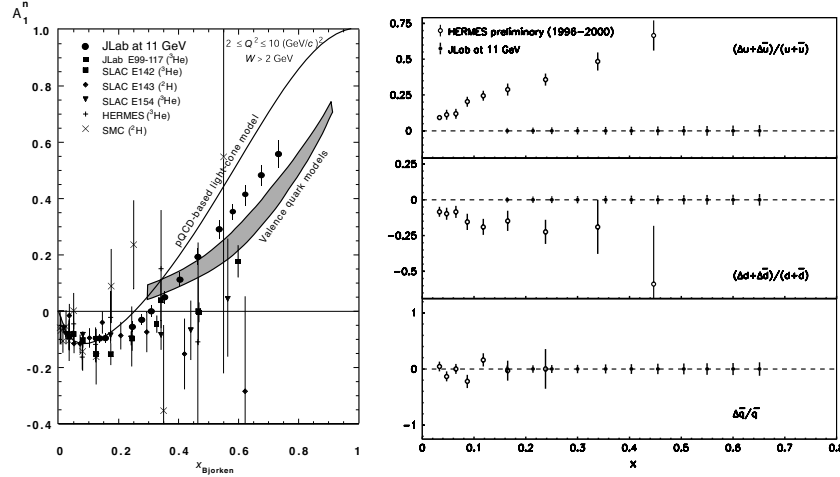 A₁ⁿ
1.0
0.8
0.6
0.4
0.2
0
-0.2
-0.4
JLab at 11 GeV
JLab E99-117 (³He)
SLAC E142 (³He)
SLAC E143 (²H)
SLAC E154 (³He)
HERMES (³He)
SMC (²H)
2 ≤ Q² ≤ 10 (GeV/c)²
W > 2 GeV
pQCD-based light-cone model
Valence quark models
0 0.2 0.4 0.6 0.8 1
x Bjorken
0.75
0.5
0.25
0
HERMES preliminary (1996-2000)
JLab at 11 GeV
(Δu+Δū)/(u+ū)
0.25
0
-0.25
-0.5
(Δd+Δd̄)/(d+d̄)
1
0
-1
Δq̄/q̄
0 0.1 0.2 0.3 0.4 0.5 0.6 0.7 0.8
x